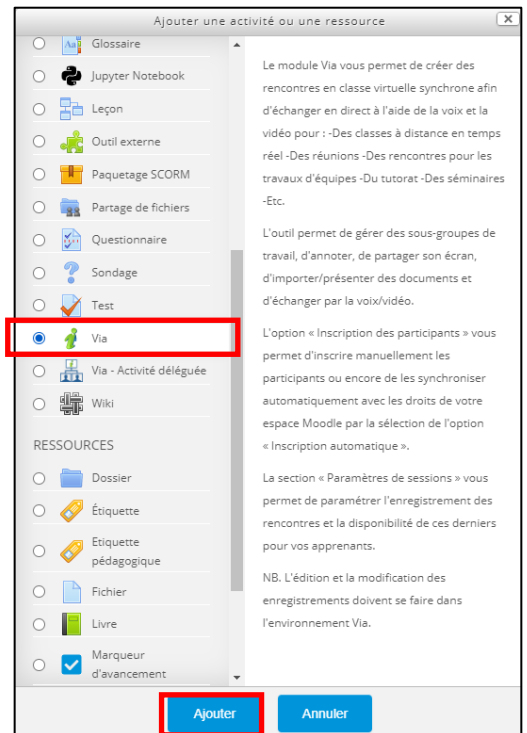 Ajouter une activité ou une ressource
Glossaire
Jupyter Notebook
Leçon
Outil externe
Paquetage SCORM
Partage de fichiers
Questionnaire
Sondage
Test
Via
Via - Activité déléguée
Wiki
RESSOURCES
Dossier
Étiquette
Etiquette
pédagogique
Fichier
Livre
Marqueur
d'avancement
Le module Via vous permet de créer des
rencontres en classe virtuelle synchrone afin
d'échanger en direct à l'aide de la voix et la
vidéo pour : -Des classes à distance en temps
réel -Des réunions -Des rencontres pour les
travaux d'équipes -Du tutorat -Des séminaires
-Etc.
L'outil permet de gérer des sous-groupes de
travail, d'annoter, de partager son écran,
d'importer/présenter des documents et
d'échanger par la voix/vidéo.
L'option « Inscription des participants » vous
permet d'inscrire manuellement les
participants ou encore de les synchroniser
automatiquement avec les droits de votre
espace Moodle par la sélection de l'option
« Inscription automatique ».
La section « Paramètres de sessions » vous
permet de paramétrer l'enregistrement des
rencontres et la disponibilité de ces derniers
pour vos apprenants.
NB. L'édition et la modification des
enregistrements doivent se faire dans
l'environnement Via.
Ajouter
Annuler